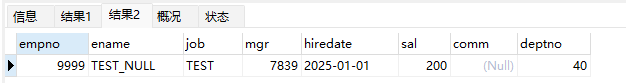 信息 结果1 结果2 概况 状态
empno ename job mgr hiredate sal comm deptno
9999 TEST_NULL TEST 7839 2025-01-01 200 (Null) 40